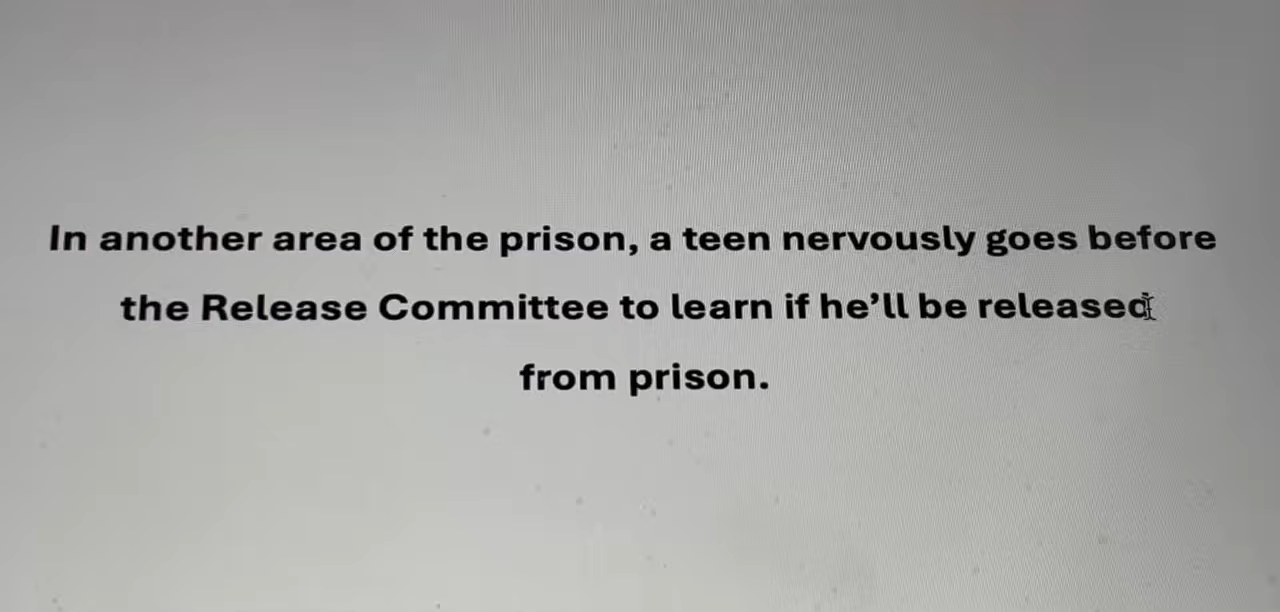 In another area of the prison, a teen nervously goes before
the Release Committee to learn if he’ll be released
from prison.